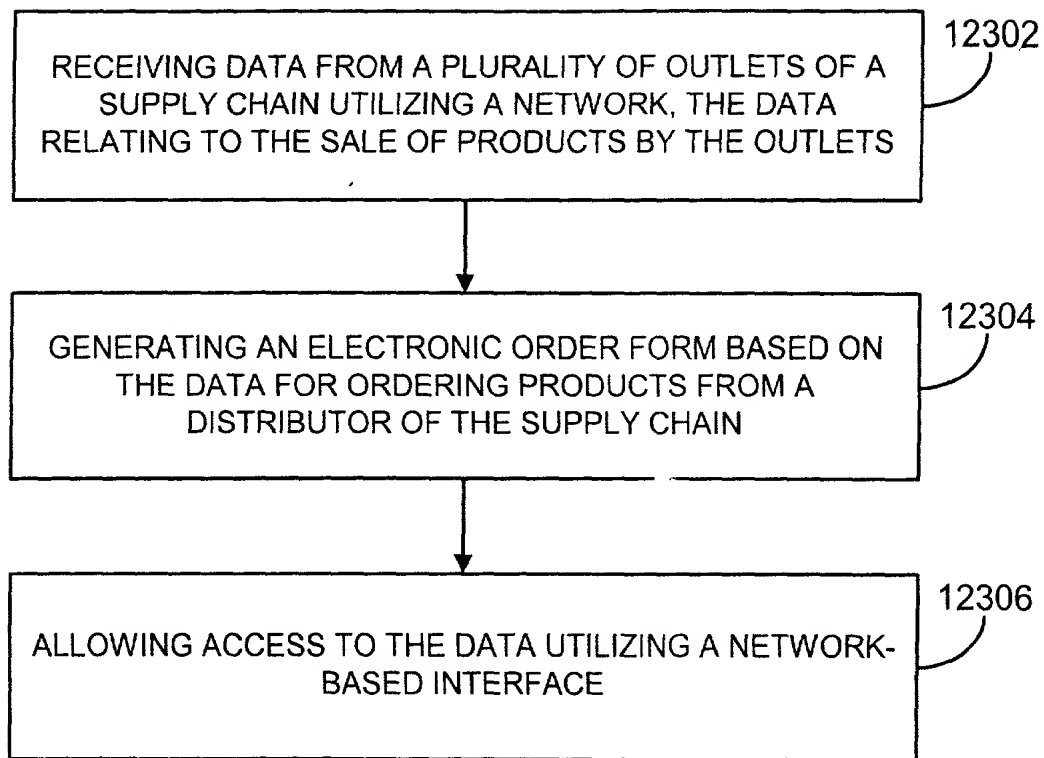 12302
RECEIVING DATA FROM A PLURALITY OF OUTLETS OF A
SUPPLY CHAIN UTILIZING A NETWORK, THE DATA
RELATING TO THE SALE OF PRODUCTS BY THE OUTLETS
12304
GENERATING AN ELECTRONIC ORDER FORM BASED ON
THE DATA FOR ORDERING PRODUCTS FROM A
DISTRIBUTOR OF THE SUPPLY CHAIN
12306
ALLOWING ACCESS TO THE DATA UTILIZING A NETWORK-
BASED INTERFACE